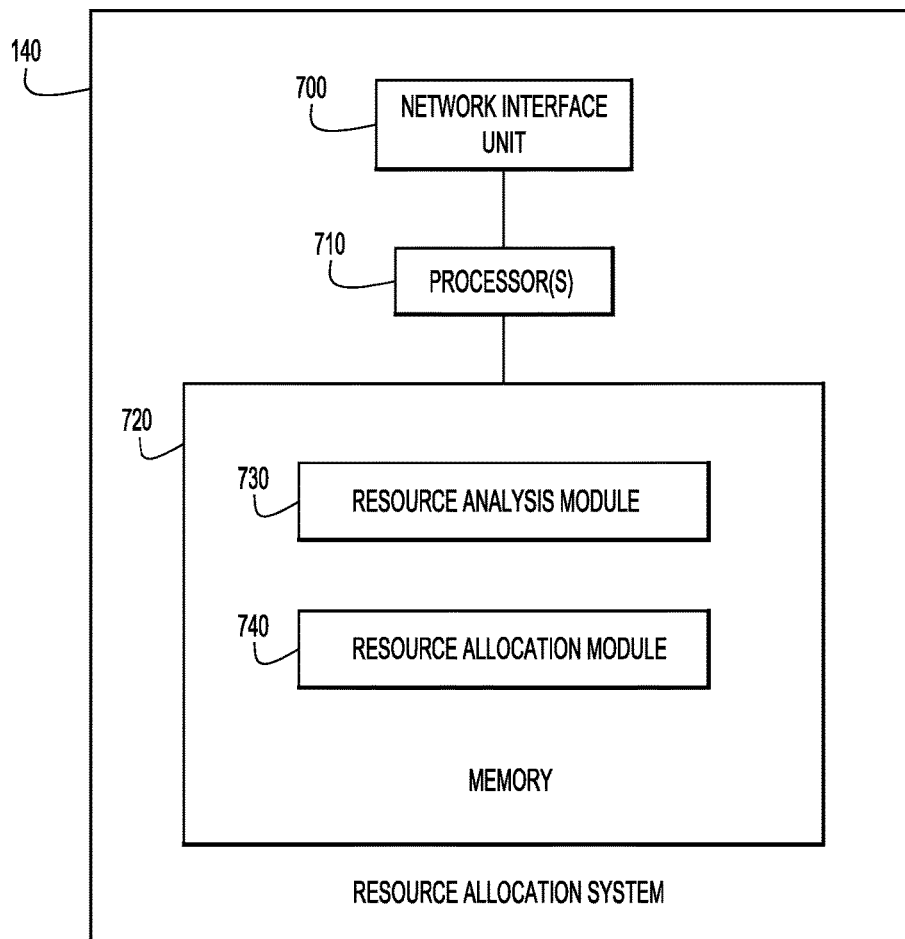 140
700
NETWORK INTERFACE
UNIT
710
PROCESSOR(S)
720
730
RESOURCE ANALYSIS MODULE
740
RESOURCE ALLOCATION MODULE
MEMORY
RESOURCE ALLOCATION SYSTEM